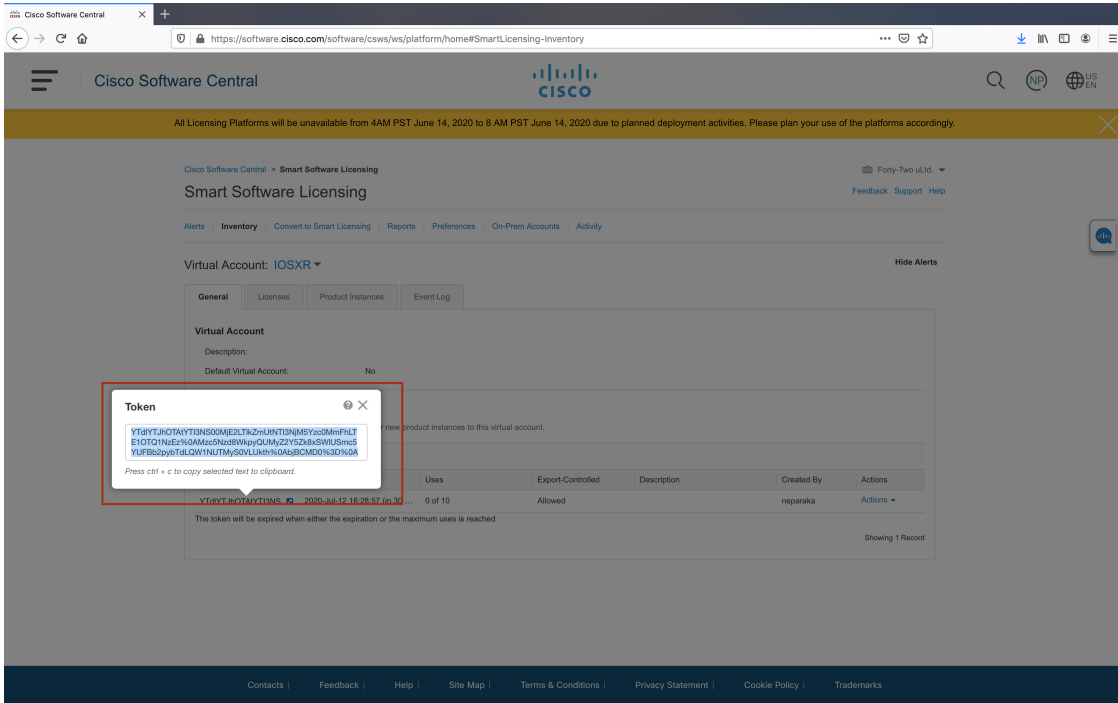 Cisco Software Central
https://software.cisco.com/software/csws/ws/platform/home#SmartLicensing-Inventory
Cisco Software Central
CISCO
NP
US
EN
All Licensing Platforms will be unavailable from 4AM PST June 14, 2020 to 8 AM PST June 14, 2020 due to planned deployment activities. Please plan your use of the platforms accordingly.
Cisco Software Central > Smart Software Licensing
Forty-Two uLtd.
Smart Software Licensing
Feedback Support Help
Alerts | Inventory | Convert to Smart Licensing | Reports | Preferences | On-Prem Accounts | Activity
Virtual Account: IOSXR
Hide Alerts
General Licenses Product Instances Event Log
Virtual Account
Description:
Default Virtual Account: No
Token
r new product instances to this virtual account.
Press ctrl + c to copy selected text to clipboard.
Uses Export-Controlled Description Created By Actions
2020-Jul-12 16:28:57 (in 30 ... 0 of 10 Allowed neparaka Actions
The token will be expired when either the expiration or the maximum uses is reached
Showing 1 Record
Contacts | Feedback | Help | Site Map | Terms & Conditions | Privacy Statement | Cookie Policy | Trademarks